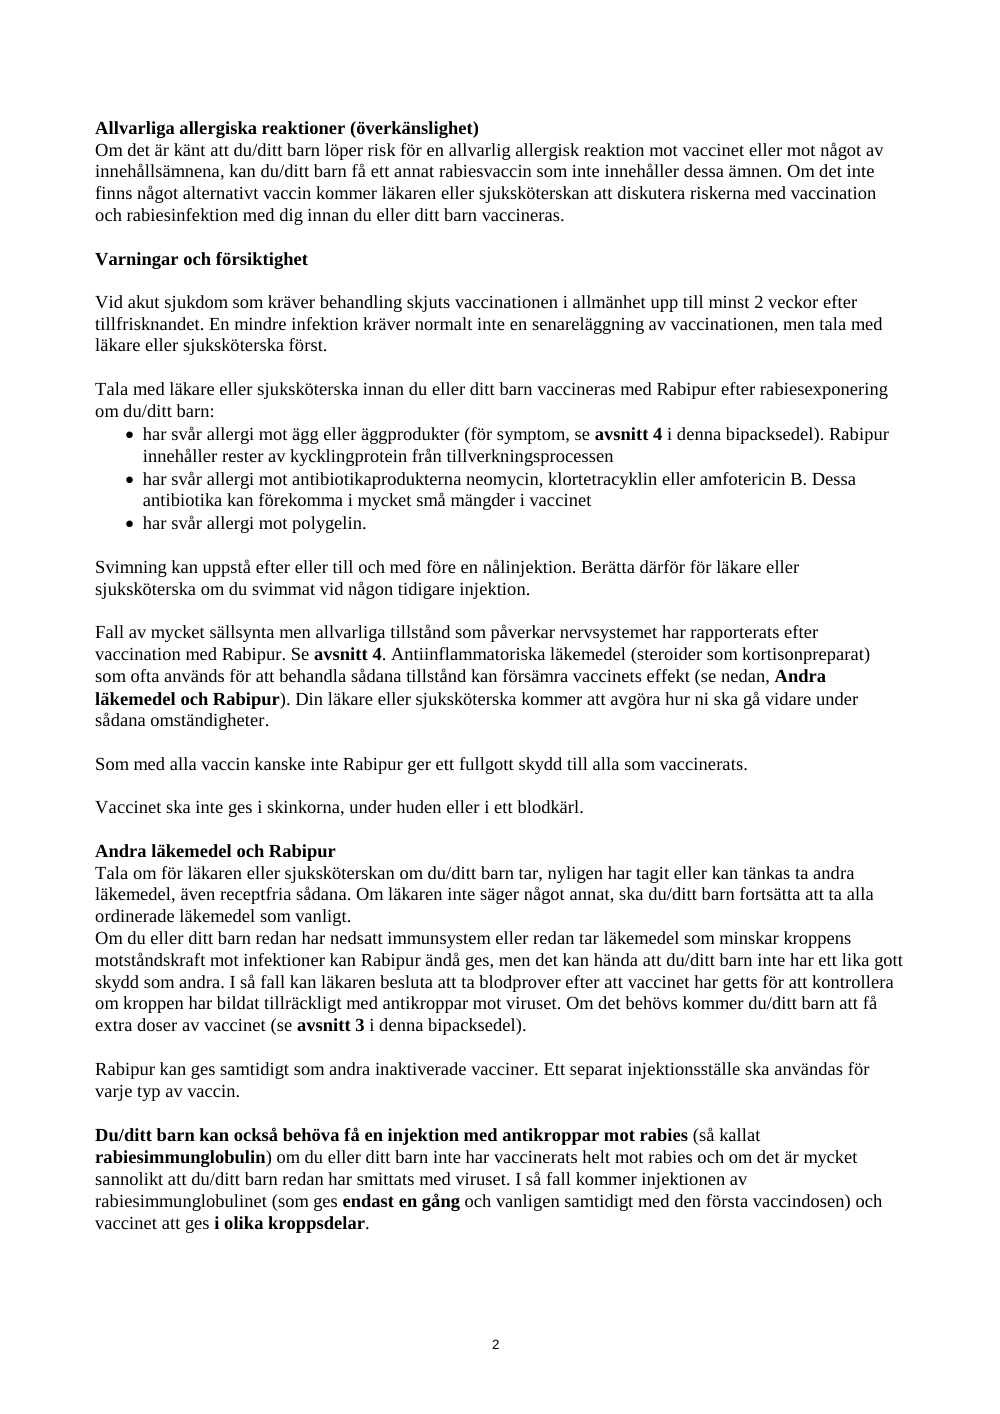 Allvarliga allergiska reaktioner (överkänslighet)
Om det är känt att du/ditt barn löper risk för en allvarlig allergisk reaktion mot vaccinet eller mot något av
innehållsämnena, kan du/ditt barn få ett annat rabiesvaccin som inte innehåller dessa ämnen. Om det inte
finns något alternativt vaccin kommer läkaren eller sjuksköterskan att diskutera riskerna med vaccination
och rabiesinfektion med dig innan du eller ditt barn vaccineras.
Varningar och försiktighet
Vid akut sjukdom som kräver behandling skjuts vaccinationen i allmänhet upp till minst 2 veckor efter
tillfrisknandet. En mindre infektion kräver normalt inte en senareläggning av vaccinationen, men tala med
läkare eller sjuksköterska först.
Tala med läkare eller sjuksköterska innan du eller ditt barn vaccineras med Rabipur efter rabiesexponering
om du/ditt barn:
• har svår allergi mot ägg eller äggprodukter (för symptom, se avsnitt 4 i denna bipacksedel). Rabipur
innehåller rester av kycklingprotein från tillverkningsprocessen
• har svår allergi mot antibiotikaprodukterna neomycin, klortetracyklin eller amfotericin B. Dessa
antibiotika kan förekomma i mycket små mängder i vaccinet
• har svår allergi mot polygelin.
Svimning kan uppstå efter eller till och med före en nålinjektion. Berätta därför för läkare eller
sjuksköterska om du svimmat vid någon tidigare injektion.
Fall av mycket sällsynta men allvarliga tillstånd som påverkar nervsystemet har rapporterats efter
vaccination med Rabipur. Se avsnitt 4. Antiinflammatoriska läkemedel (steroider som kortisonpreparat)
som ofta används för att behandla sådana tillstånd kan försämra vaccinets effekt (se nedan, Andra
läkemedel och Rabipur). Din läkare eller sjuksköterska kommer att avgöra hur ni ska gå vidare under
sådana omständigheter.
Som med alla vaccin kanske inte Rabipur ger ett fullgott skydd till alla som vaccinerats.
Vaccinet ska inte ges i skinkorna, under huden eller i ett blodkärl.
Andra läkemedel och Rabipur
Tala om för läkaren eller sjuksköterskan om du/ditt barn tar, nyligen har tagit eller kan tänkas ta andra
läkemedel, även receptfria sådana. Om läkaren inte säger något annat, ska du/ditt barn fortsätta att ta alla
ordinerade läkemedel som vanligt.
Om du eller ditt barn redan har nedsatt immunsystem eller redan tar läkemedel som minskar kroppens
motståndskraft mot infektioner kan Rabipur ändå ges, men det kan hända att du/ditt barn inte har ett lika gott
skydd som andra. I så fall kan läkaren besluta att ta blodprover efter att vaccinet har getts för att kontrollera
om kroppen har bildat tillräckligt med antikroppar mot viruset. Om det behövs kommer du/ditt barn att få
extra doser av vaccinet (se avsnitt 3 i denna bipacksedel).
Rabipur kan ges samtidigt som andra inaktiverade vacciner. Ett separat injektionsställe ska användas för
varje typ av vaccin.
Du/ditt barn kan också behöva få en injektion med antikroppar mot rabies (så kallat
rabiesimmunglobulin) om du eller ditt barn inte har vaccinerats helt mot rabies och om det är mycket
sannolikt att du/ditt barn redan har smittats med viruset. I så fall kommer injektionen av
rabiesimmunglobulinet (som ges endast en gång och vanligen samtidigt med den första vaccindosen) och
vaccinet att ges i olika kroppsdelar.
2